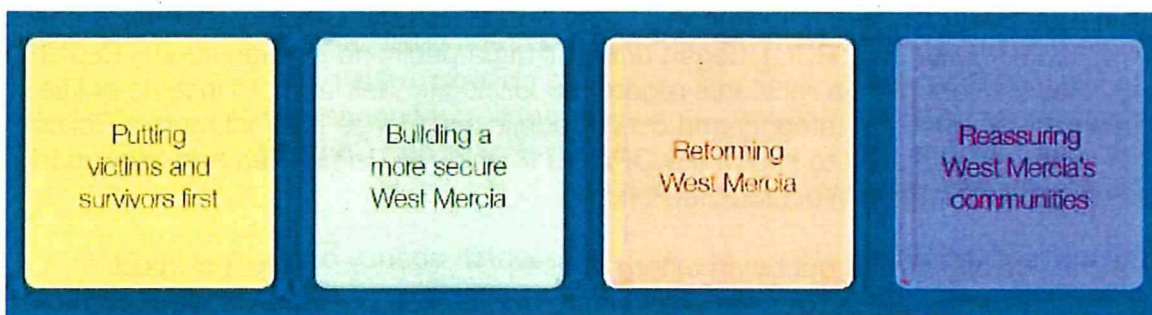 Putting
victims and
survivors first
Building a
more secure
West Mercia
Reforming
West Mercia
Reassuring
West Mercia's
communities